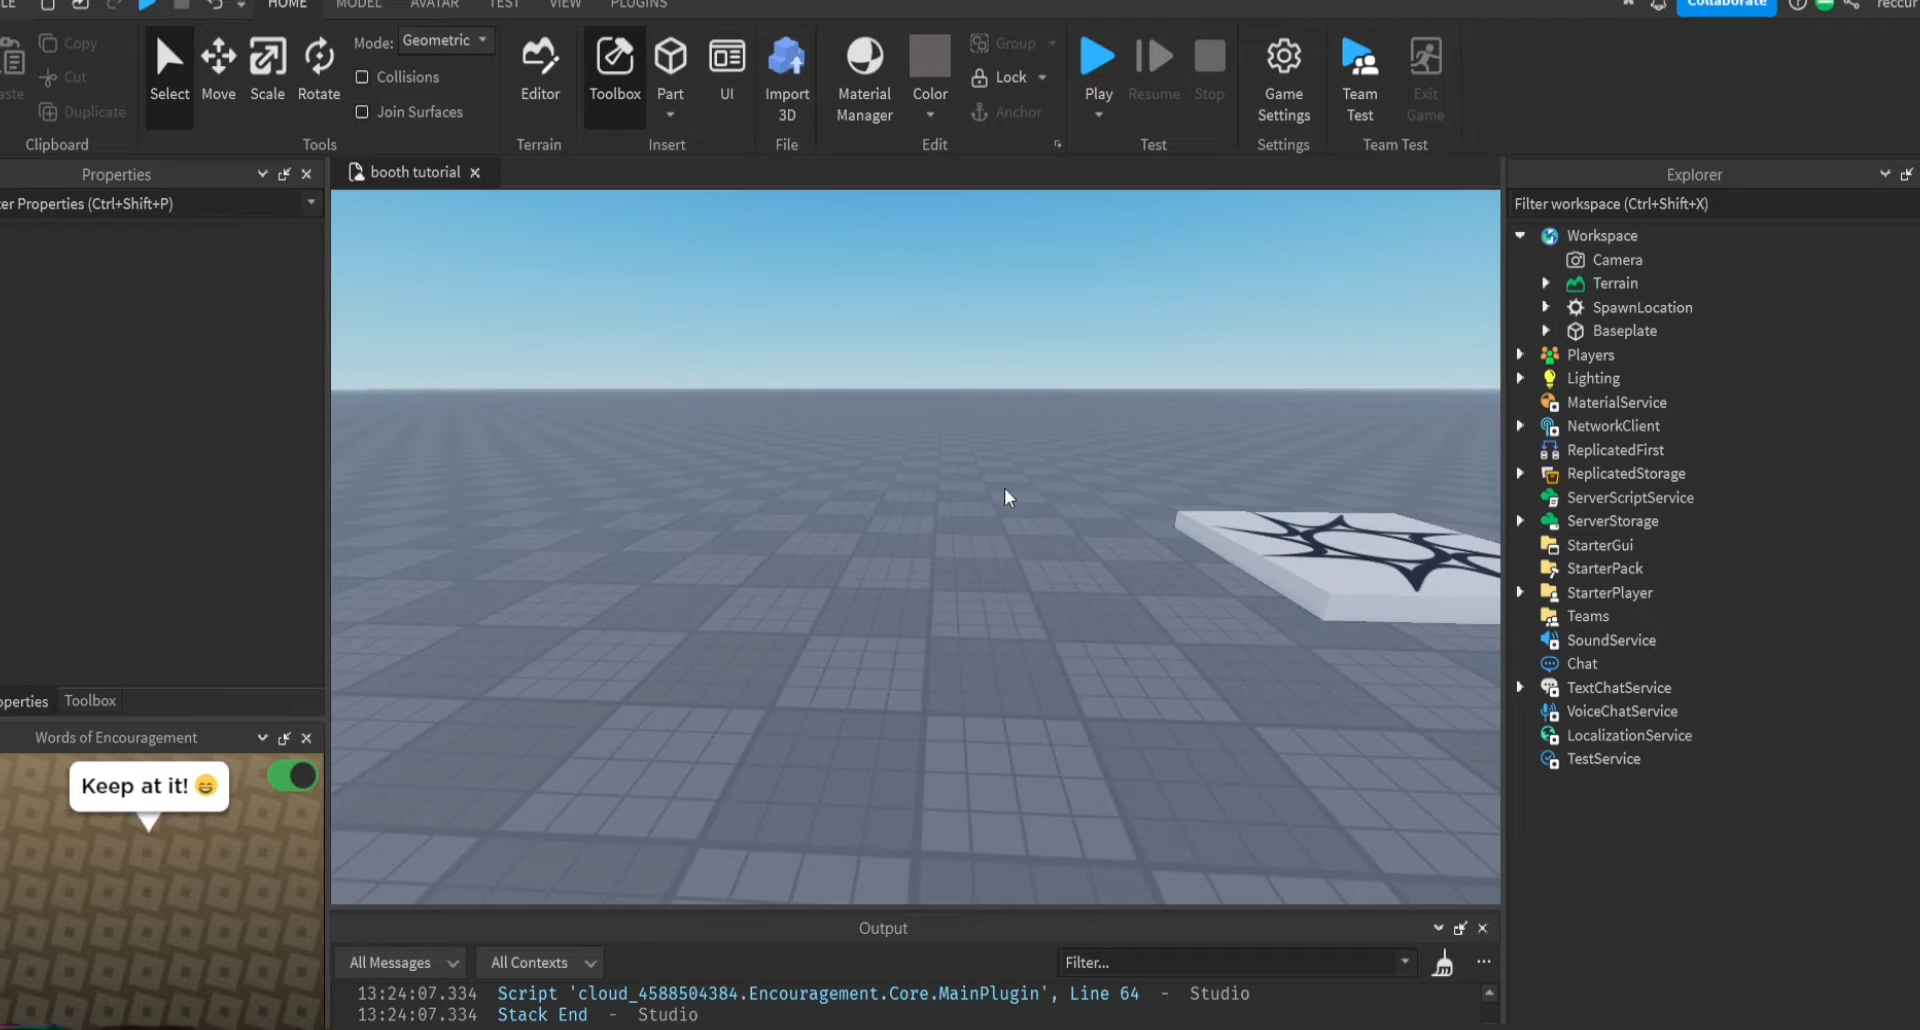 LE HOME MODEL AVATAR TEST VIEW PLUGINS Collaborate reccur
Copy
Cut
Duplicate
aste
Clipboard
Select Move Scale Rotate
Mode: Geometric
Collisions
Join Surfaces
Tools
Editor
Terrain
Toolbox Part UI
Insert
Import
3D
File
Material
Manager
Color
Group
Lock
Anchor
Edit
Play Resume Stop
Test
Game
Settings
Settings
Team
Test
Exit
Game
Team Test
Properties
er Properties (Ctrl+Shift+P)
booth tutorial
Explorer
Filter workspace (Ctrl+Shift+X)
Workspace
Camera
Terrain
SpawnLocation
Baseplate
Players
Lighting
MaterialService
NetworkClient
ReplicatedFirst
ReplicatedStorage
ServerScriptService
ServerStorage
StarterGui
StarterPack
StarterPlayer
Teams
SoundService
Chat
TextChatService
VoiceChatService
LocalizationService
TestService
operties Toolbox
Words of Encouragement
Keep at it! 😄
Output
All Messages All Contexts Filter...
13:24:07.334 Script 'cloud_4588504384.Encouragement.Core.MainPlugin', Line 64 - Studio
13:24:07.334 Stack End - Studio